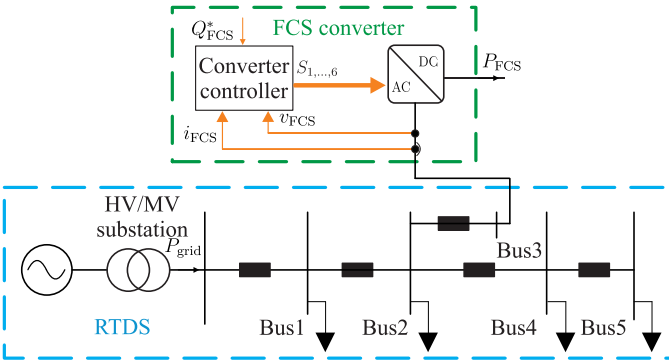 FCS converter
Q*FCS
Converter
controller
S1,...,6
DC
AC
PFCS
vFCS
iFCS
HV/MV
substation
Pgrid
Bus3
RTDS
Bus1
Bus2
Bus4
Bus5